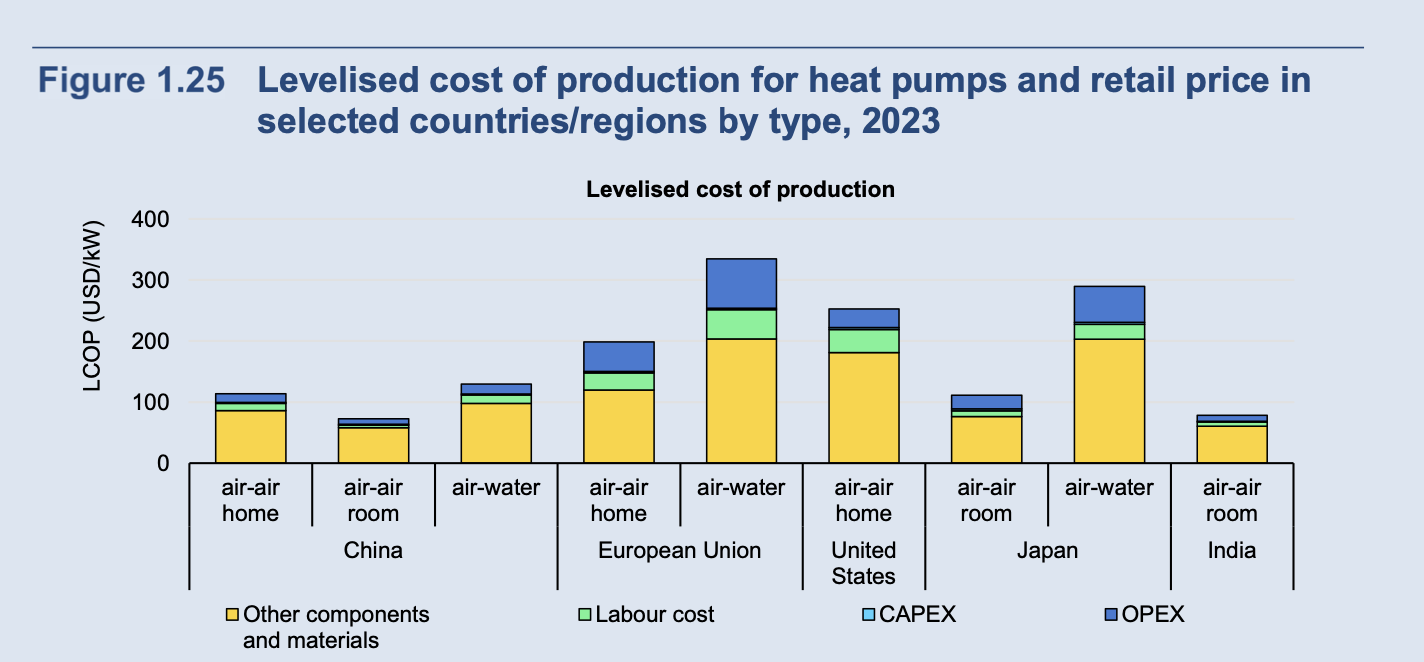 Figure 1.25 Levelised cost of production for heat pumps and retail price in
selected countries/regions by type, 2023
Levelised cost of production
LCOP (USD/kW)
400
300
200
100
0
air-air home
air-air room
air-water
air-air home
air-water
air-air home
air-air room
air-water
air-air room
China
European Union
United States
Japan
India
Other components
and materials
Labour cost
CAPEX
OPEX